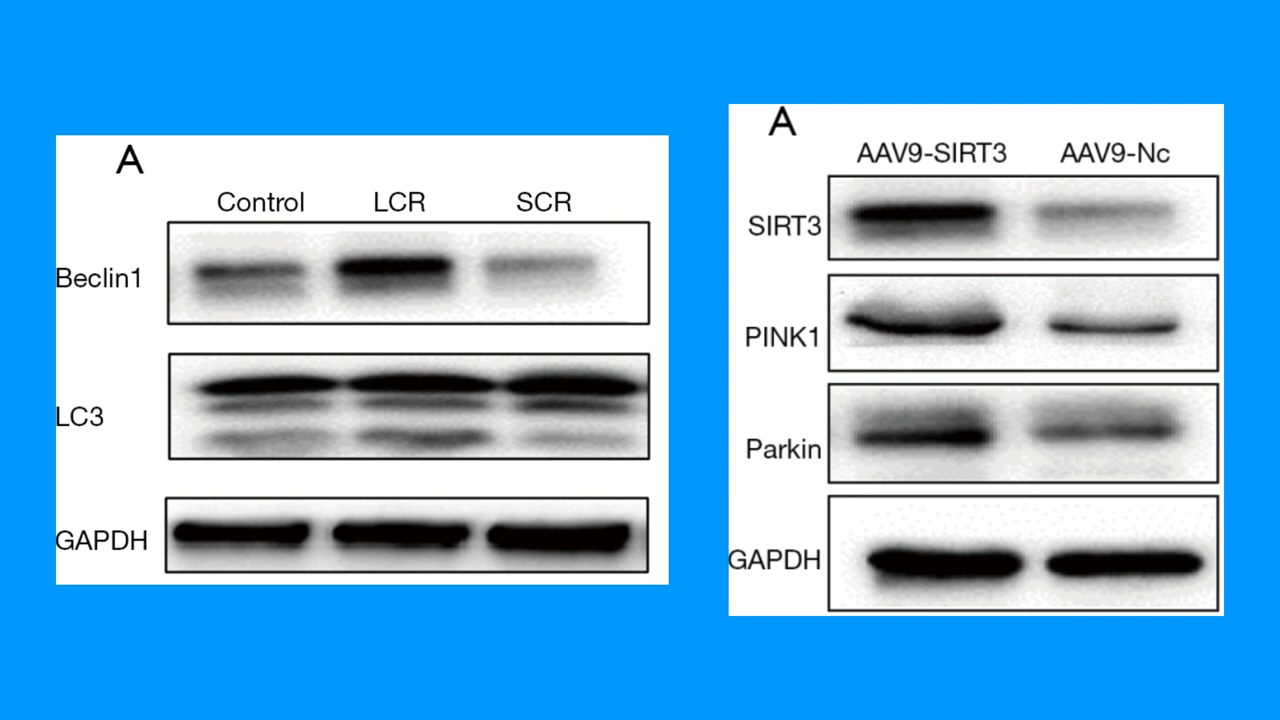 A
Control LCR SCR
Beclin1
LC3
GAPDH
A
AAV9-SIRT3 AAV9-Nc
SIRT3
PINK1
Parkin
GAPDH